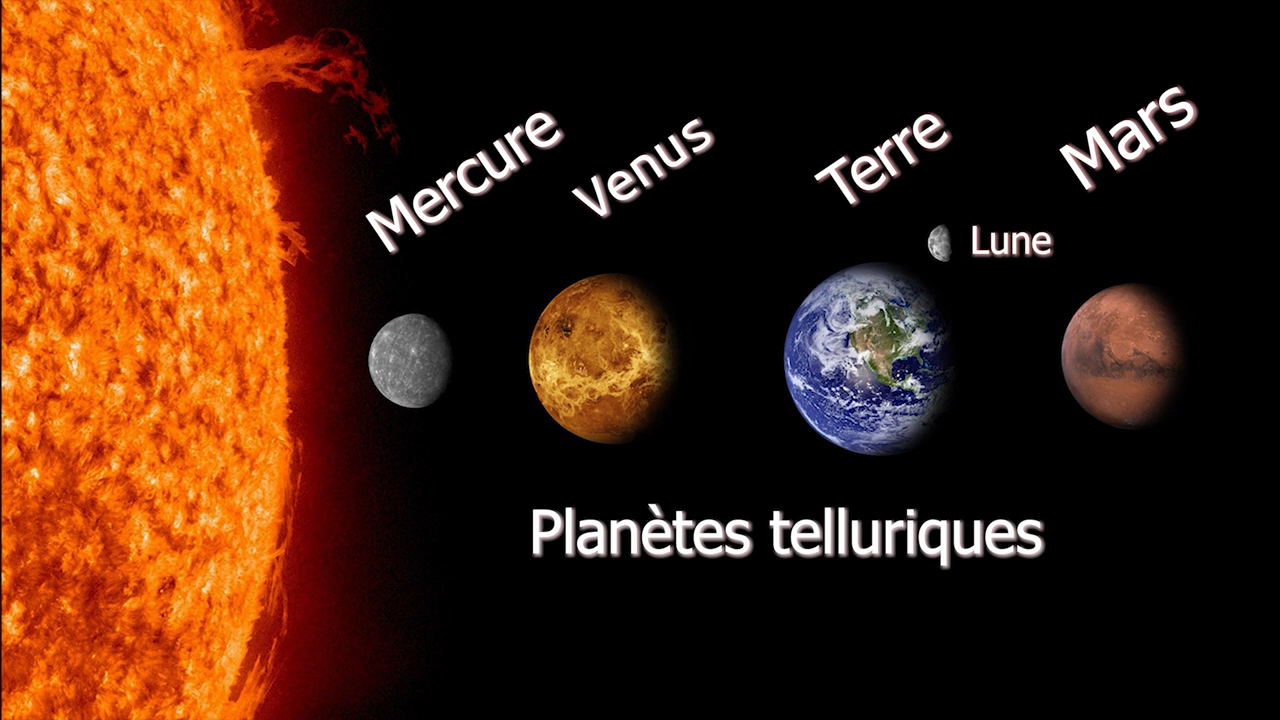 Mercure
Venus
Terre
Mars
Lune
Planètes telluriques